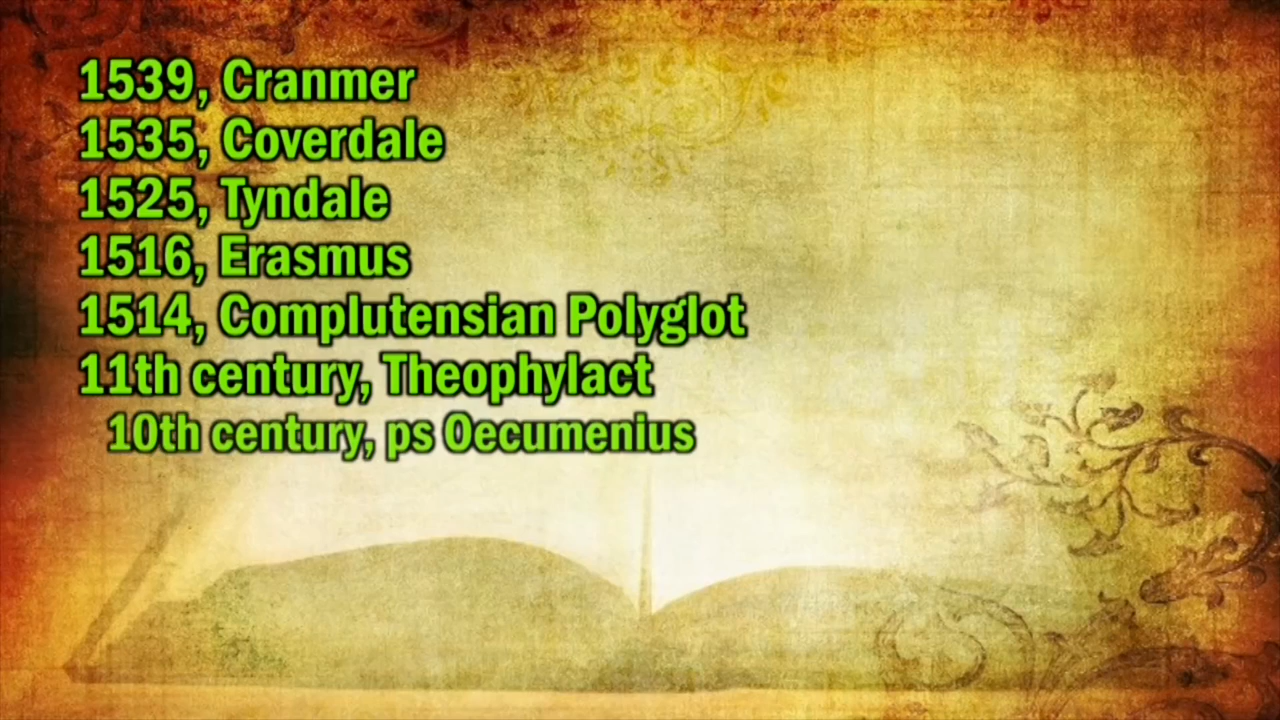 1539, Cranmer
1535, Coverdale
1525, Tyndale
1516, Erasmus
1514, Complutensian Polyglot
11th century, Theophylact
10th century, ps Oecumenius